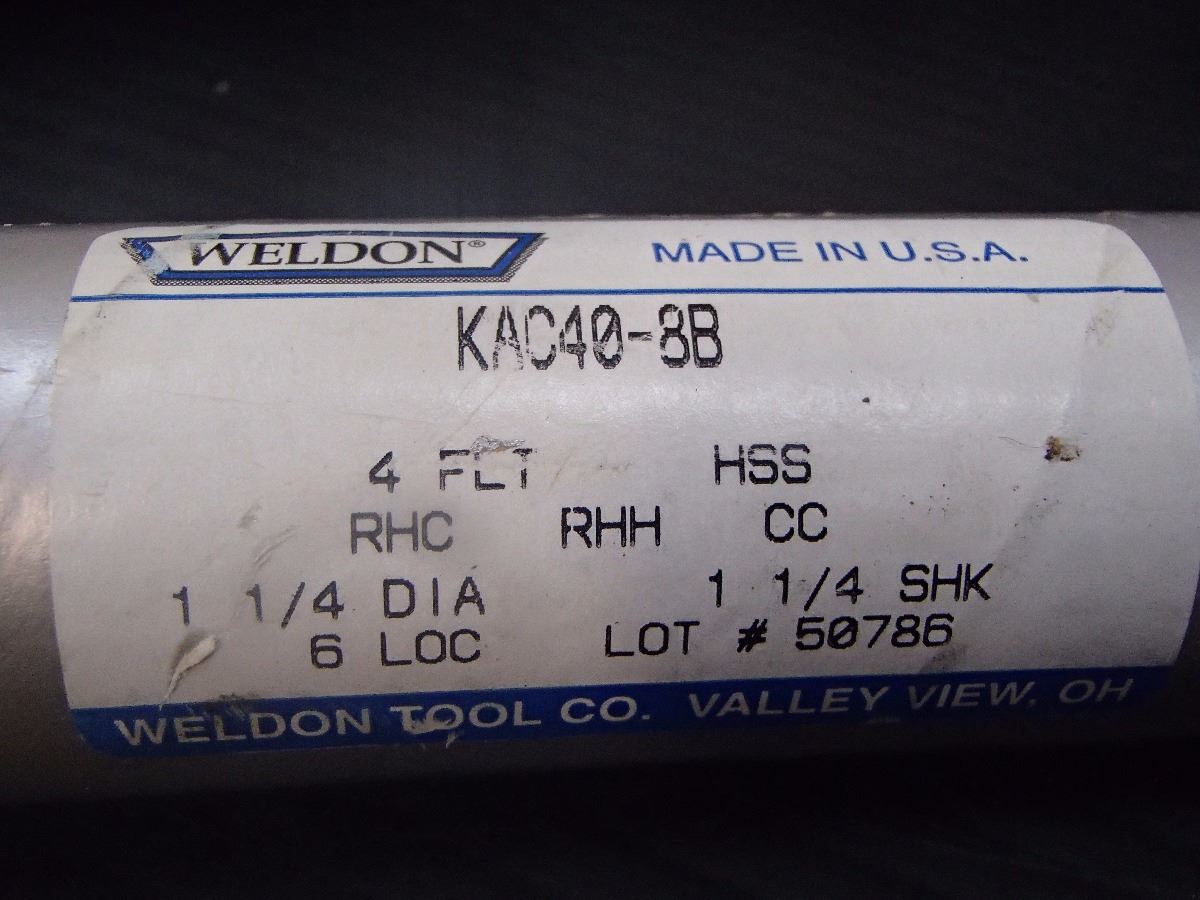 WELDON® MADE IN U.S.A.
KAC40-8B
4 FLT HSS
RHC RHH CC
1 1/4 DIA 1 1/4 SHK
6 LOC LOT # 50786
WELDON TOOL CO. VALLEY VIEW, OH